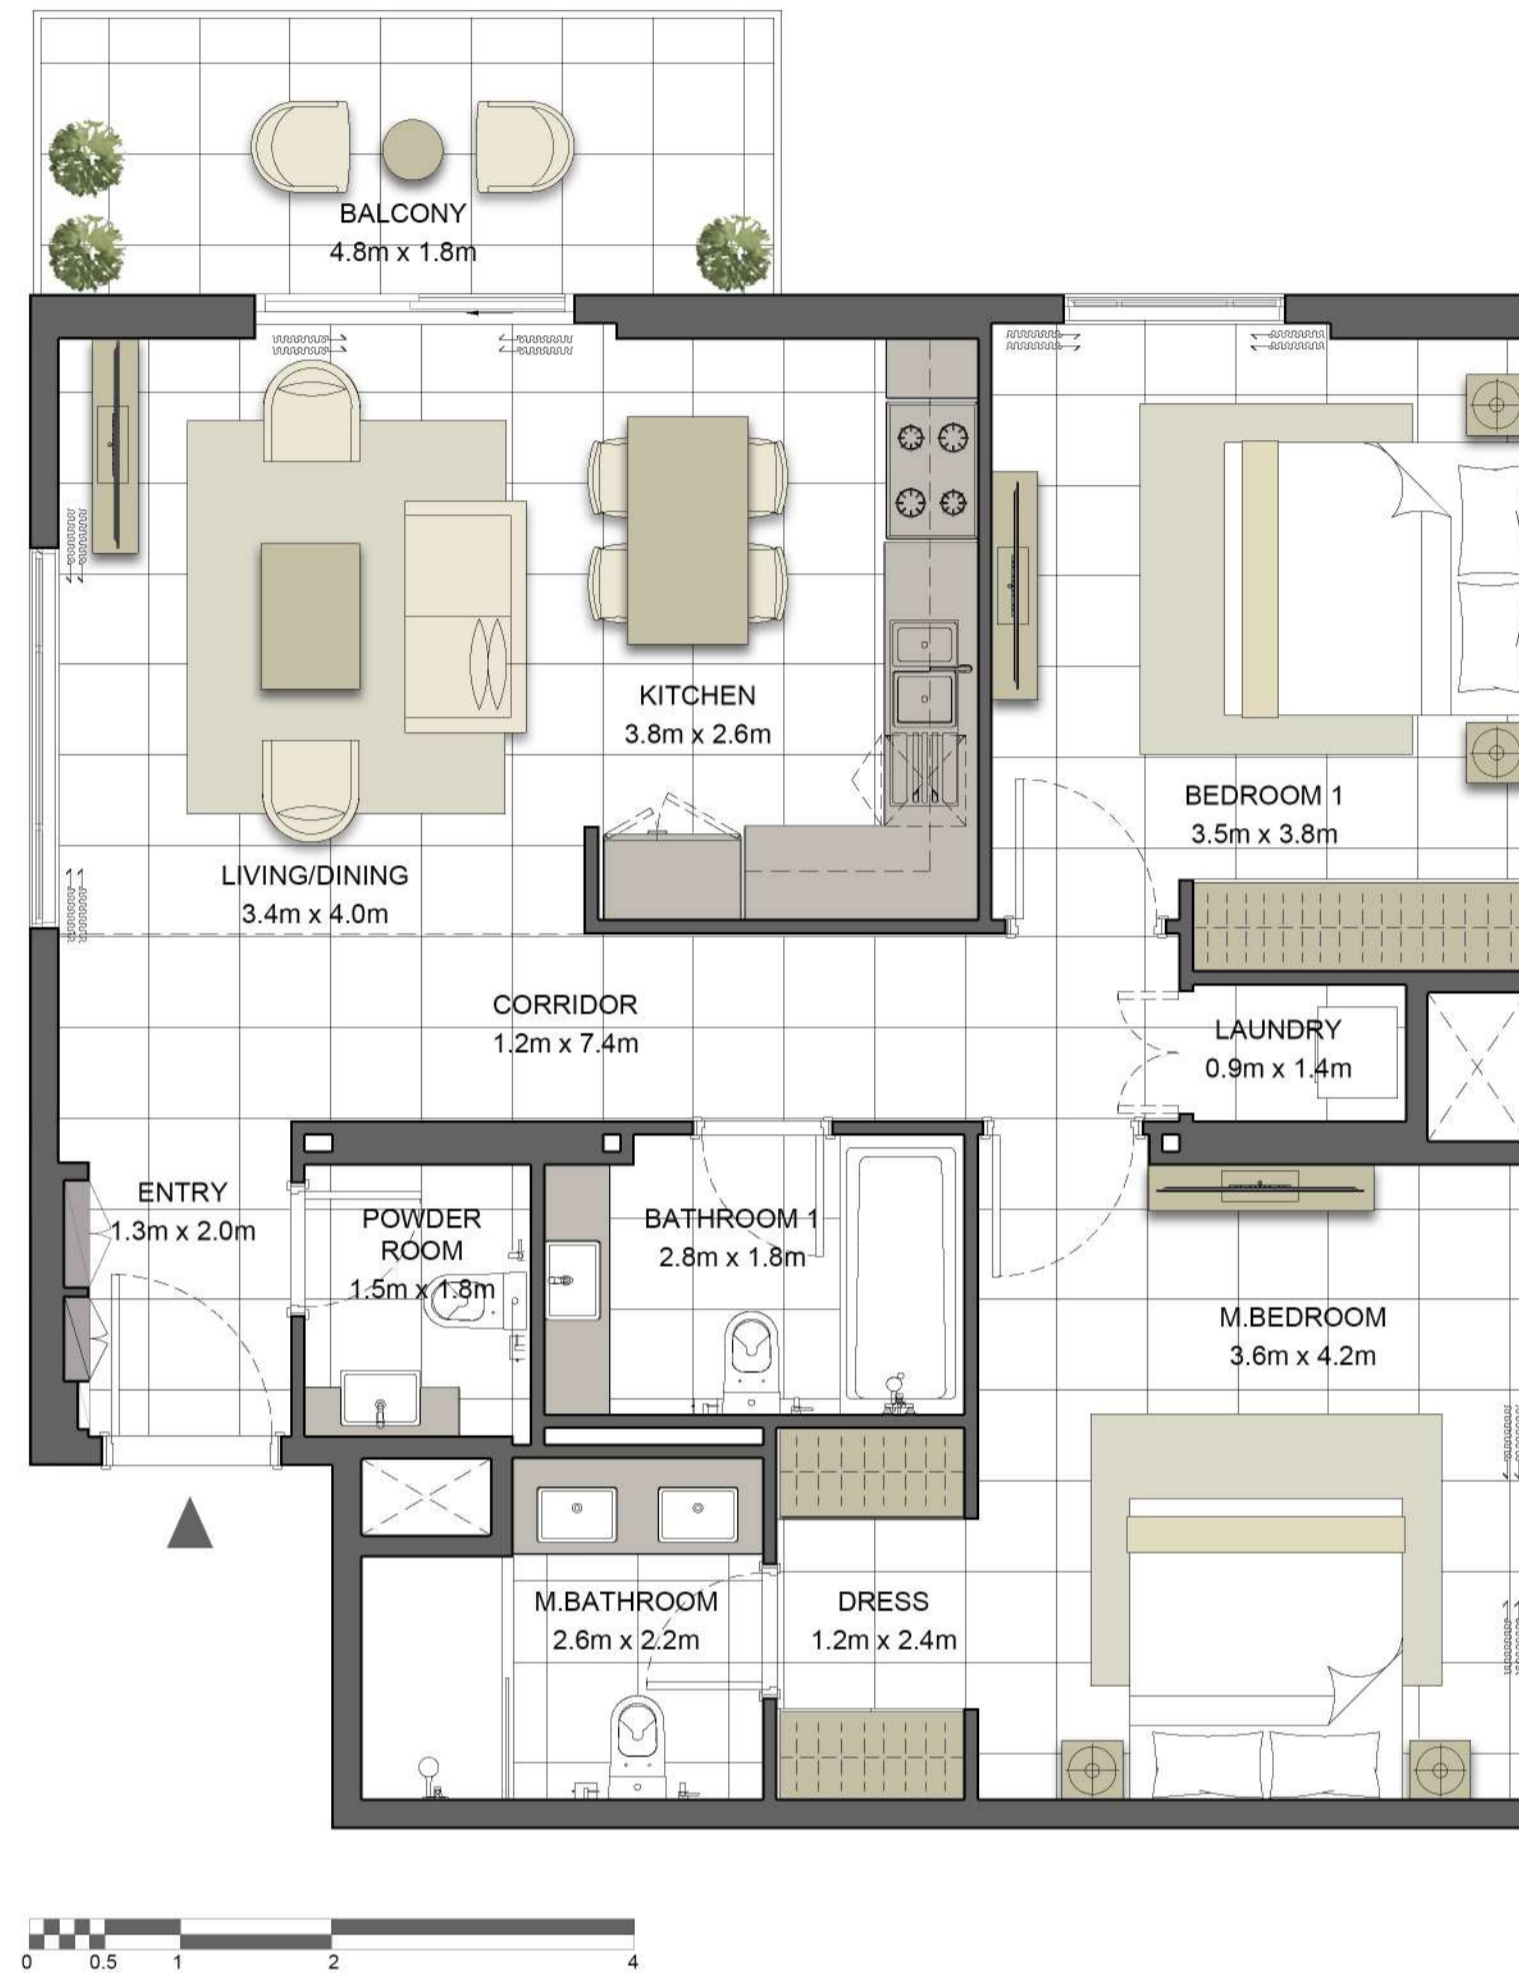 BALCONY
4.8m x 1.8m
KITCHEN
3.8m x 2.6m
BEDROOM 1
3.5m x 3.8m
LIVING/DINING
3.4m x 4.0m
CORRIDOR
1.2m x 7.4m
LAUNDRY
0.9m x 1.4m
ENTRY
1.3m x 2.0m
POWDER
ROOM
1.5m x 1.8m
BATHROOM 1
2.8m x 1.8m
M.BEDROOM
3.6m x 4.2m
M.BATHROOM
2.6m x 2.2m
DRESS
1.2m x 2.4m
0 0.5 1 2 4